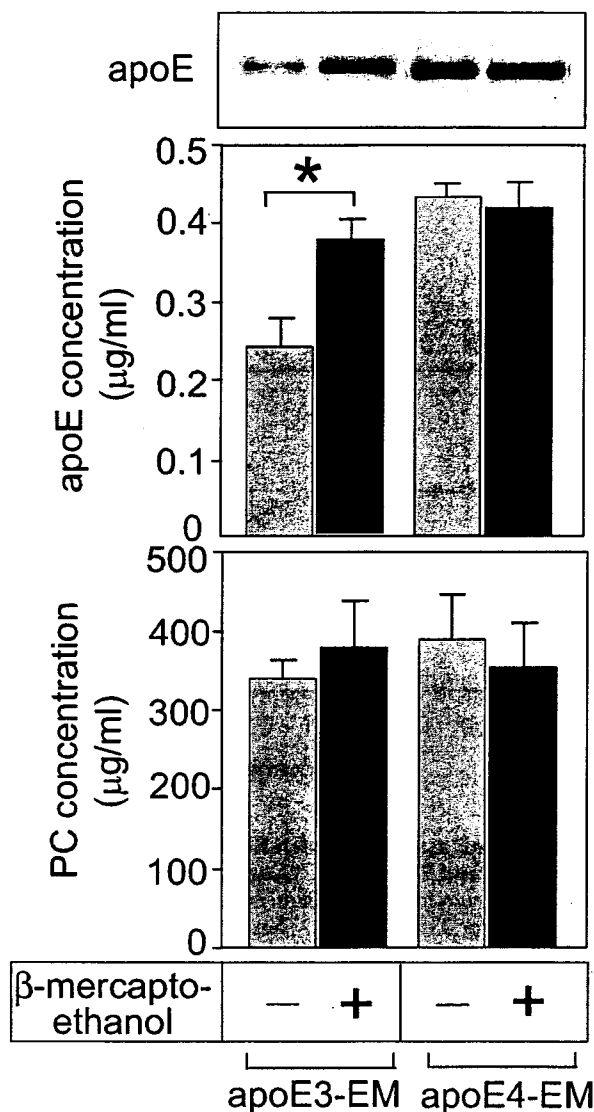 apoE
apoE concentration
(μg/ml)
0.5
0.4
0.3
0.2
0.1
0
*
PC concentration
(μg/ml)
500
400
300
200
100
0
β-mercapto-
ethanol
— + — +
apoE3-EM apoE4-EM